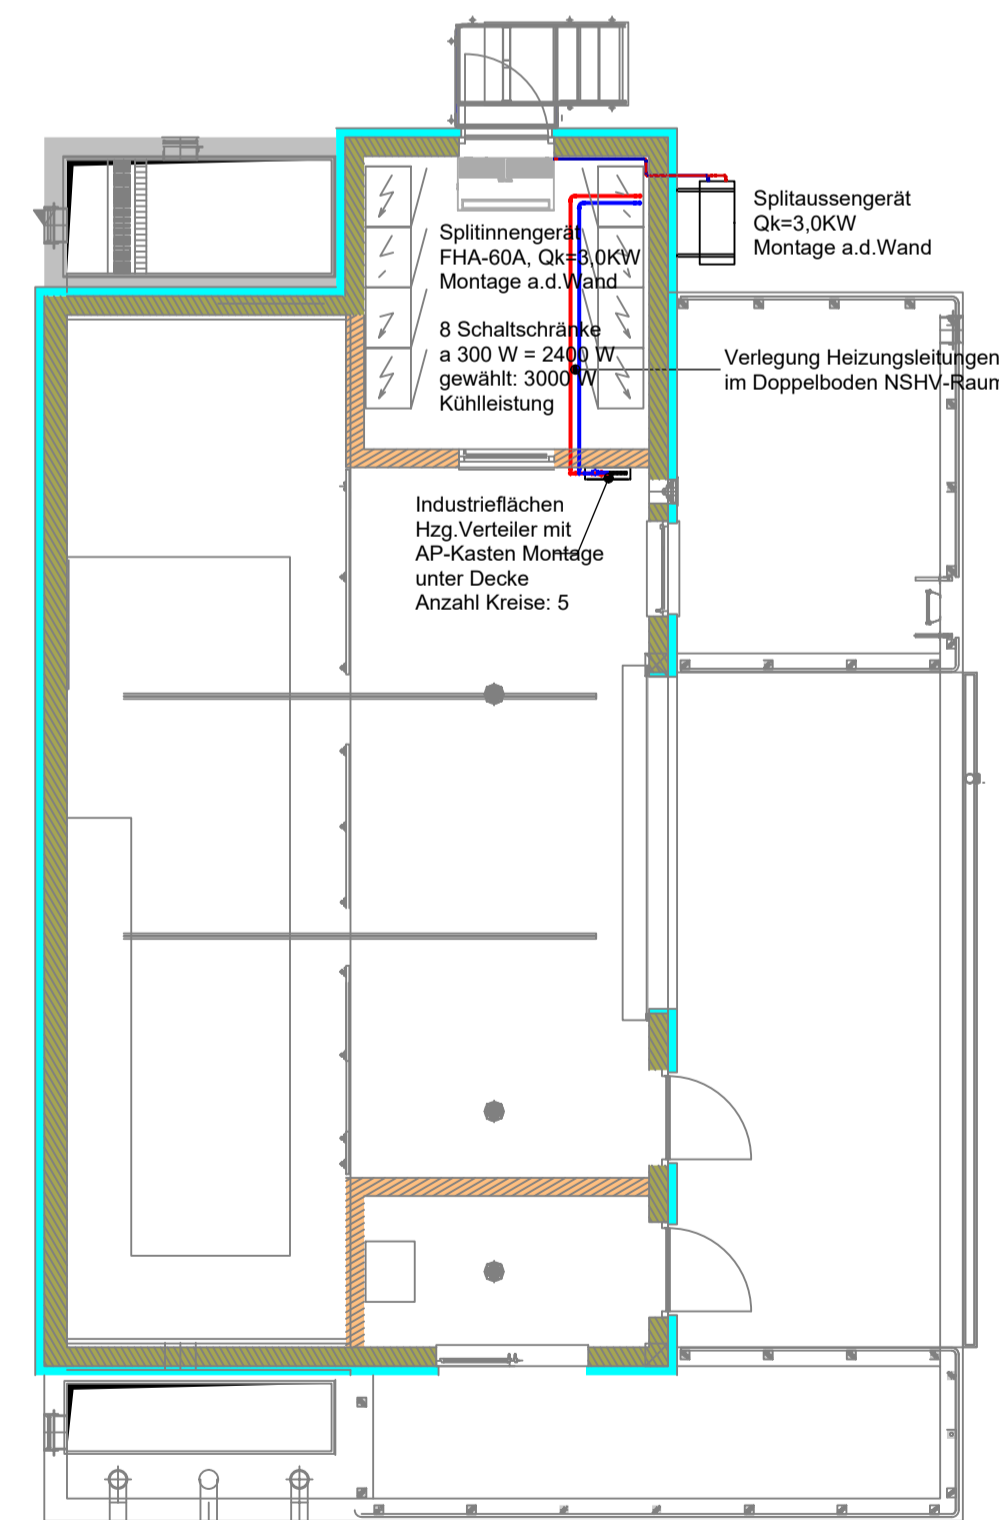 Splitaussengerät
Qk=3,0KW
Montage a.d.Wand
Splitinnengerät
FHA-60A, Qk=3,0KW
Montage a.d.Wand
8 Schaltschränke
a 300 W = 2400 W
gewählt: 3000 W
Kühlleistung
Verlegung Heizungsleitungen
im Doppelboden NSHV-Raum
Industrieflächen
Hzg.Verteiler mit
AP-Kasten Montage
unter Decke
Anzahl Kreise: 5